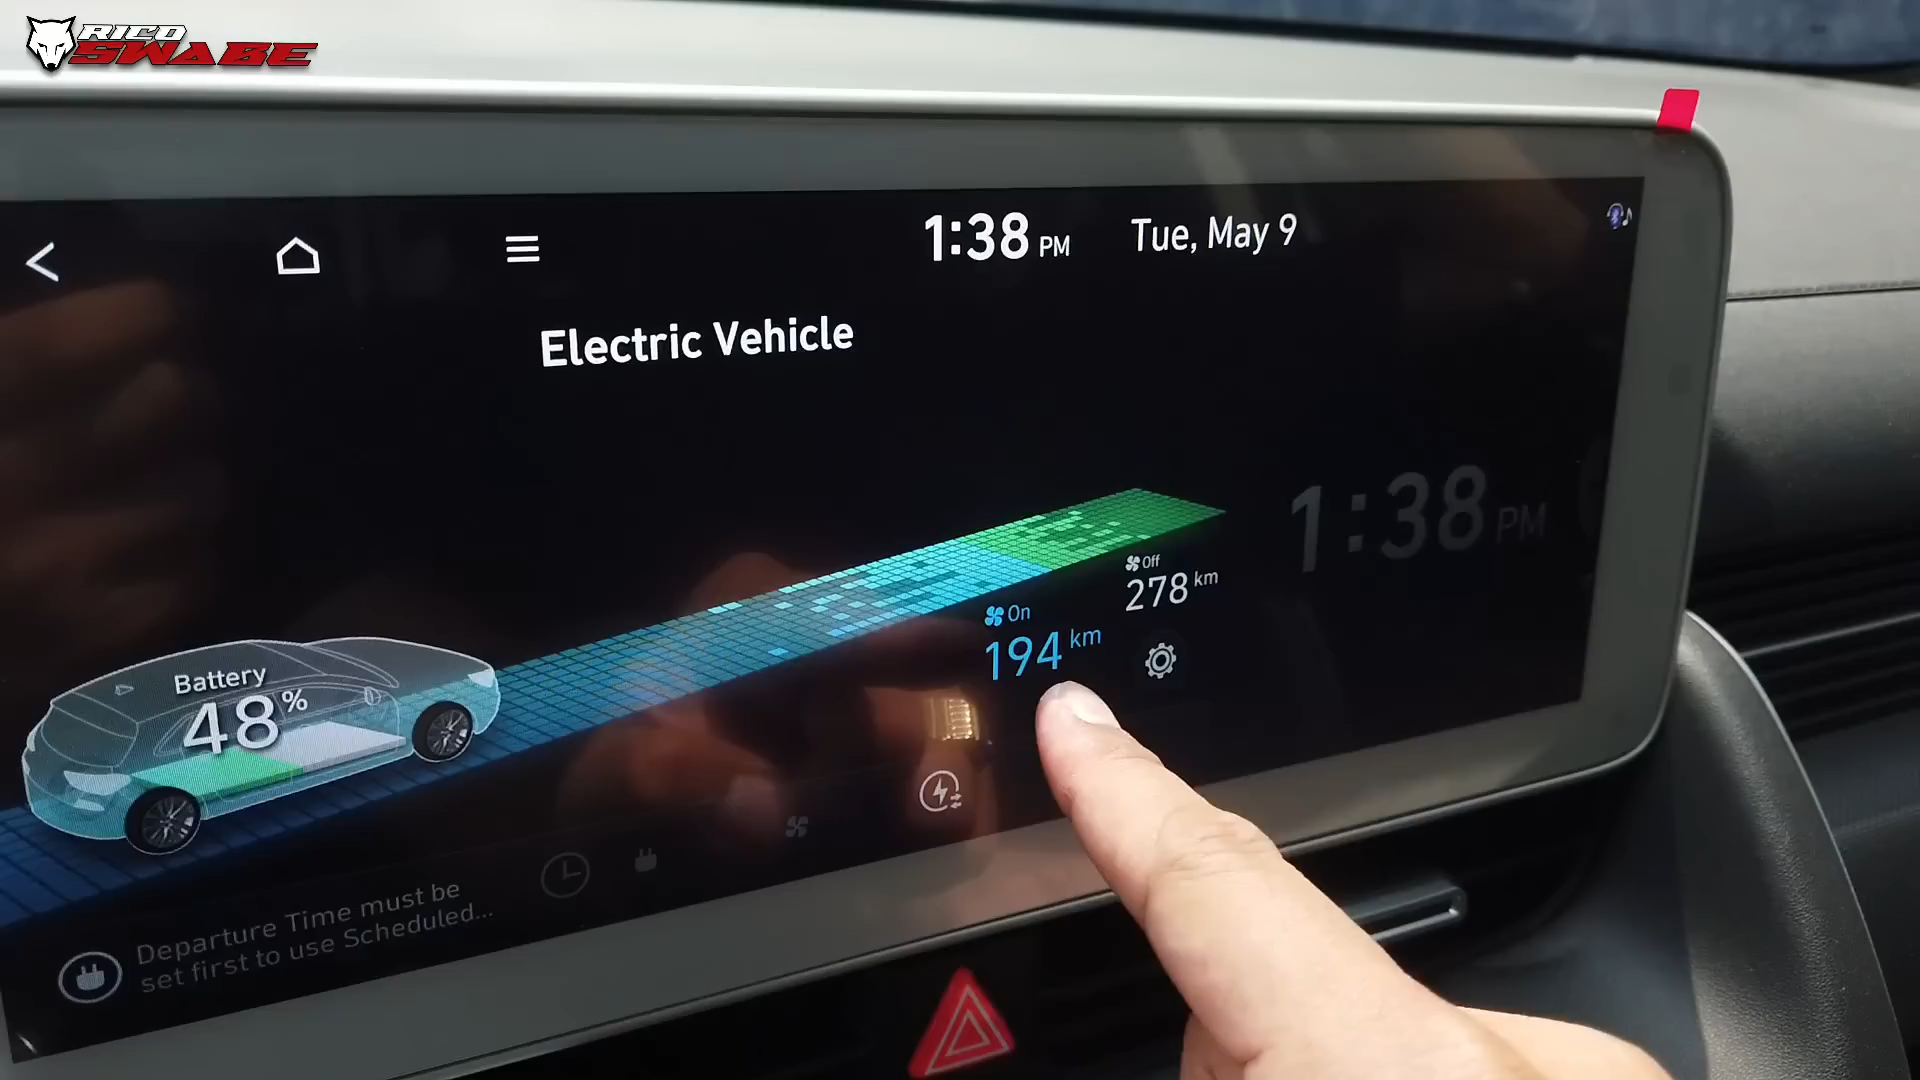 RICO
SWABE
1:38 PM
Tue, May 9
Electric Vehicle
1:38 PM
Off
278 km
On
194 km
Battery
48%
Departure Time must be
set first to use Scheduled...